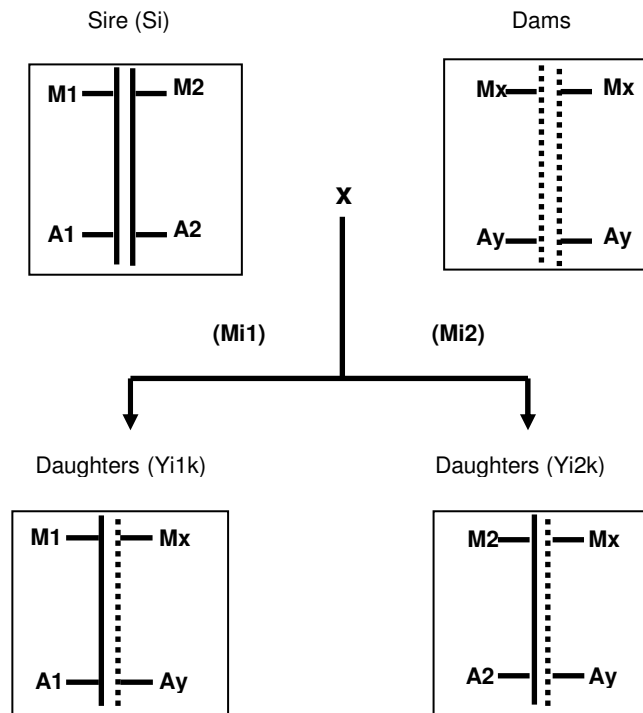 Sire (Si) Dams
M1 M2 Mx Mx
x
A1 A2 Ay Ay
(Mi1) (Mi2)
Daughters (Yi1k) Daughters (Yi2k)
M1 Mx M2 Mx
A1 Ay A2 Ay